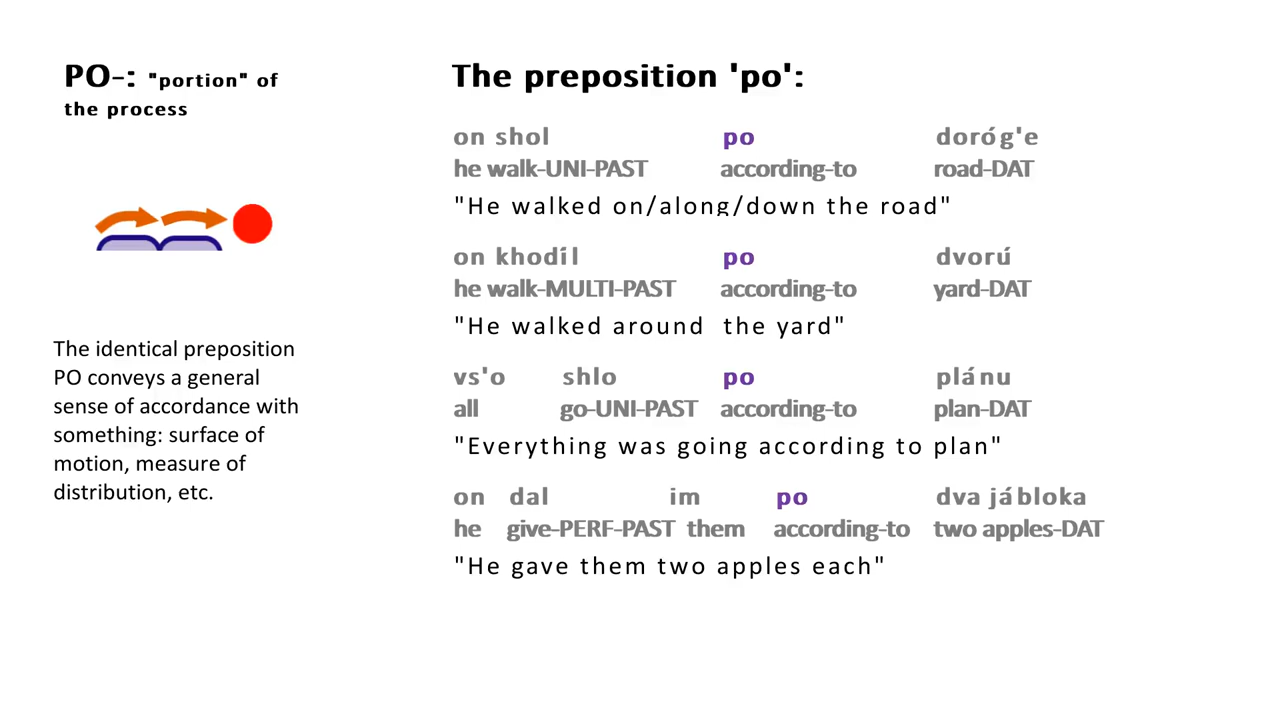 PO-: "portion" of
the process
The identical preposition
PO conveys a general
sense of accordance with
something: surface of
motion, measure of
distribution, etc.
The preposition 'po':
on shol po doróg'e
he walk-UNI-PAST according-to road-DAT
"He walked on/along/down the road"
on khodíl po dvorú
he walk-MULTI-PAST according-to yard-DAT
"He walked around the yard"
vs'o shlo po plánu
all go-UNI-PAST according-to plan-DAT
"Everything was going according to plan"
on dal im po dva jábloka
he give-PERF-PAST them according-to two apples-DAT
"He gave them two apples each"